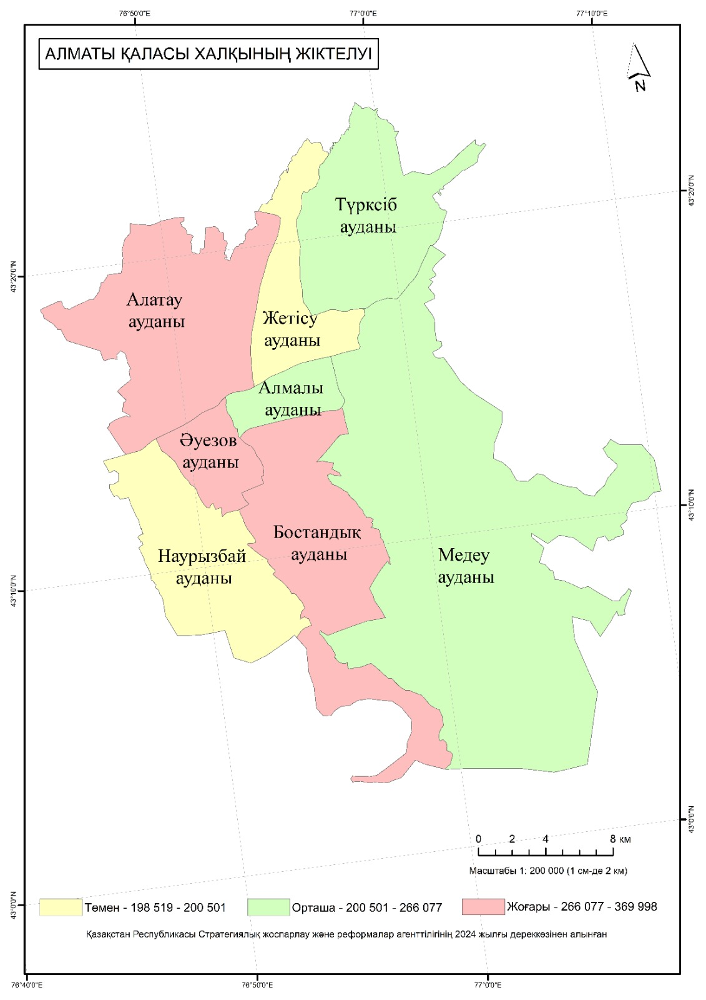 76°50'0"E
77°0'0"E
77°10'0"E
АЛМАТЫ ҚАЛАСЫ ХАЛҚЫНЫҢ ЖІКТЕЛУІ
N
43°20'0"N
Түрксіб
ауданы
43°20'0"N
Алатау
ауданы
Жетісу
ауданы
Алмалы
ауданы
Әуезов
ауданы
43°10'0"N
Бостандық
ауданы
Наурызбай
ауданы
Медеу
ауданы
43°10'0"N
43°0'0"N
0 2 4 8 км
Масштабы 1: 200 000 (1 см-де 2 км)
43°0'0"N
Төмен - 198 519 - 200 501
Орташа - 200 501 - 266 077
Жоғары - 266 077 - 369 998
Қазақстан Республикасы Стратегиялық жоспарлау және реформалар агенттілігінің 2024 жылғы дереккөзінен алынған
76°40'0"E
76°50'0"E
77°0'0"E